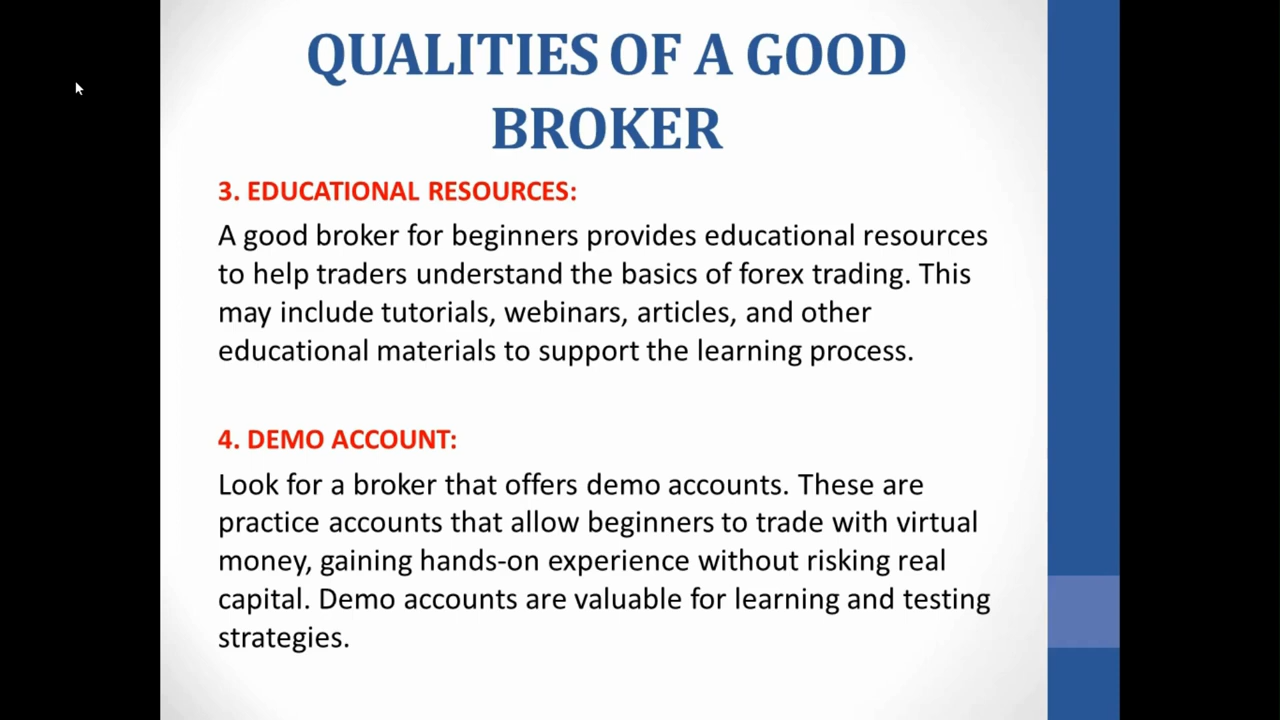 QUALITIES OF A GOOD
BROKER
3. EDUCATIONAL RESOURCES:
A good broker for beginners provides educational resources
to help traders understand the basics of forex trading. This
may include tutorials, webinars, articles, and other
educational materials to support the learning process.
4. DEMO ACCOUNT:
Look for a broker that offers demo accounts. These are
practice accounts that allow beginners to trade with virtual
money, gaining hands-on experience without risking real
capital. Demo accounts are valuable for learning and testing
strategies.